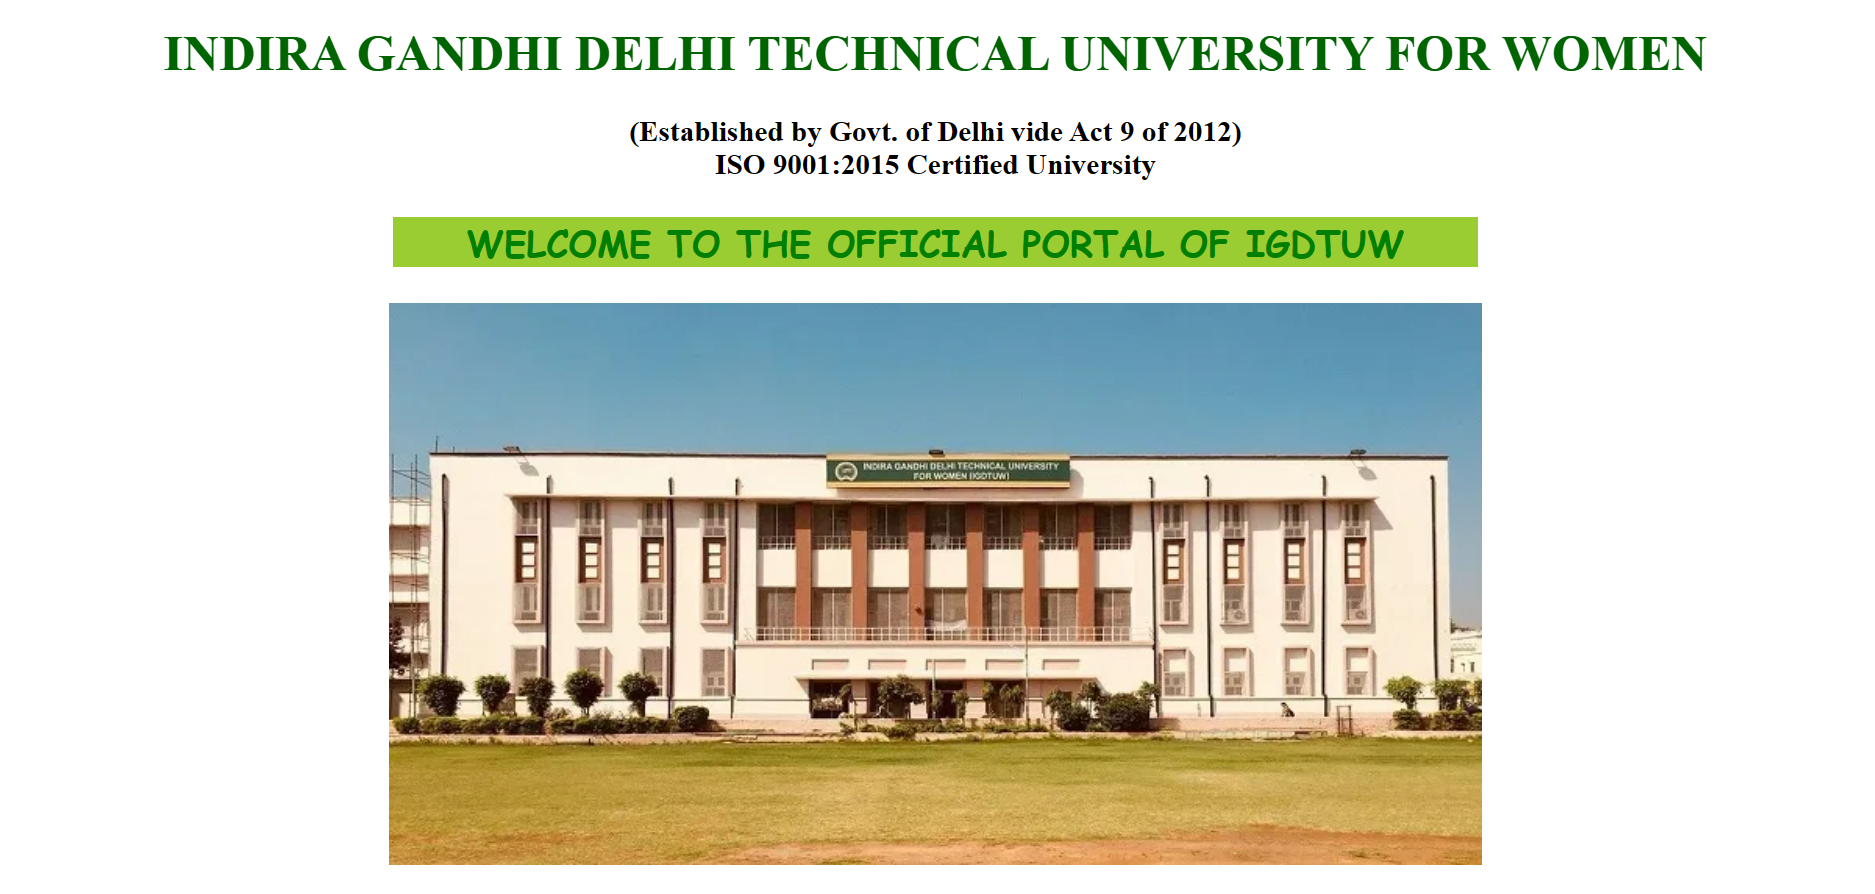 INDIRA GANDHI DELHI TECHNICAL UNIVERSITY FOR WOMEN
(Established by Govt. of Delhi vide Act 9 of 2012)
ISO 9001:2015 Certified University
WELCOME TO THE OFFICIAL PORTAL OF IGDTUW
INDIRA GANDHI DELHI TECHNICAL UNIVERSITY
FOR WOMEN (IGDTUW)